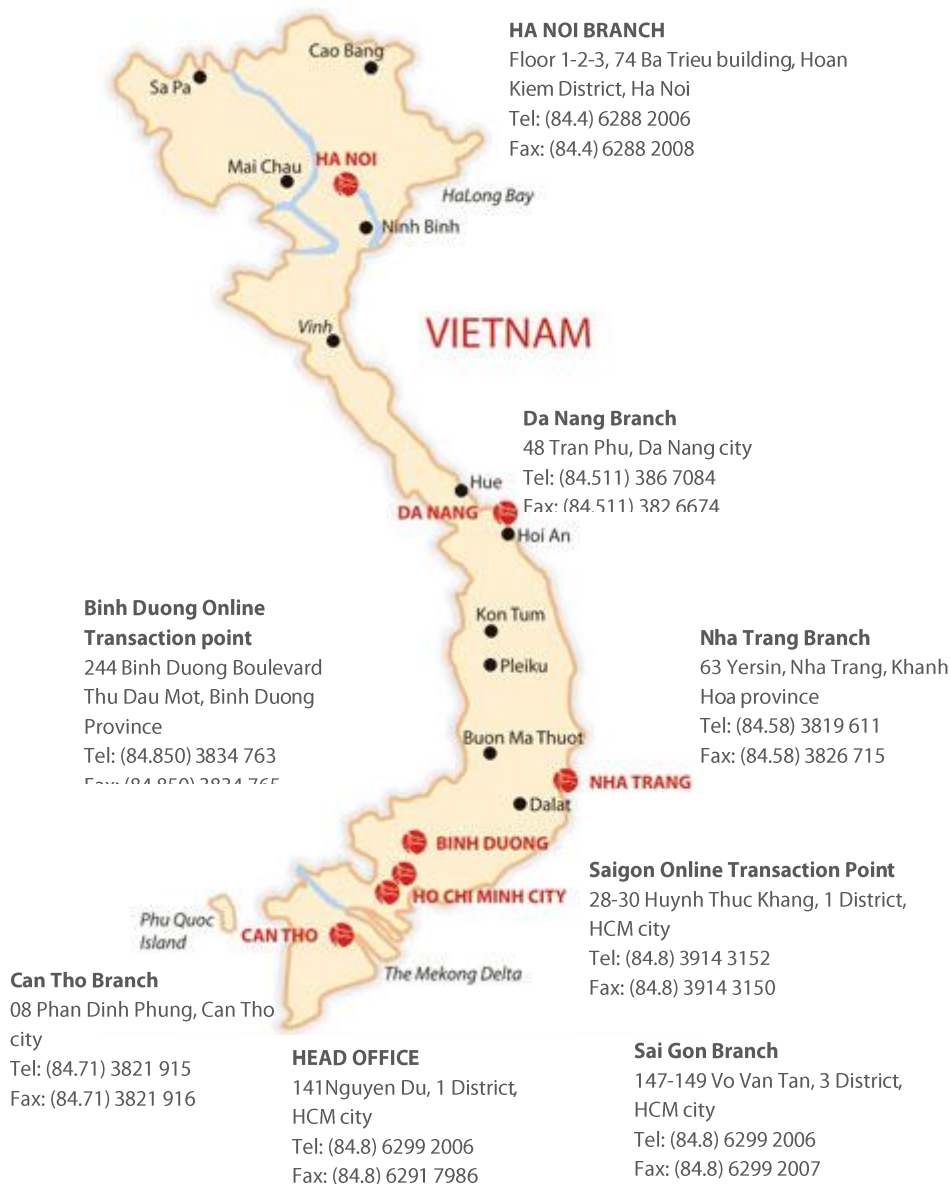 HA NOI BRANCH
Floor 1-2-3, 74 Ba Trieu building, Hoan
Kiem District, Ha Noi
Tel: (84.4) 6288 2006
Fax: (84.4) 6288 2008
Cao Bang
Sa Pa
Mai Chau
HA NOI
HaLong Bay
Ninh Binh
Vinh
VIETNAM
Da Nang Branch
48 Tran Phu, Da Nang city
Tel: (84.511) 386 7084
Fax: (84.511) 382 6674
Hue
DA NANG
Hoi An
Binh Duong Online
Transaction point
244 Binh Duong Boulevard
Thu Dau Mot, Binh Duong
Province
Tel: (84.850) 3834 763
Fax: (84.850) 3834 765
Kon Tum
Pleiku
Nha Trang Branch
63 Yersin, Nha Trang, Khanh
Hoa province
Tel: (84.58) 3819 611
Fax: (84.58) 3826 715
Buon Ma Thuot
NHA TRANG
Dalat
BINH DUONG
HO CHI MINH CITY
Saigon Online Transaction Point
28-30 Huynh Thuc Khang, 1 District,
HCM city
Tel: (84.8) 3914 3152
Fax: (84.8) 3914 3150
Phu Quoc
Island
CAN THO
The Mekong Delta
Can Tho Branch
08 Phan Dinh Phung, Can Tho
city
Tel: (84.71) 3821 915
Fax: (84.71) 3821 916
HEAD OFFICE
141Nguyen Du, 1 District,
HCM city
Tel: (84.8) 6299 2006
Fax: (84.8) 6291 7986
Sai Gon Branch
147-149 Vo Van Tan, 3 District,
HCM city
Tel: (84.8) 6299 2006
Fax: (84.8) 6299 2007